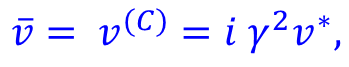 v̄ = v^(C) = i γ²v*,